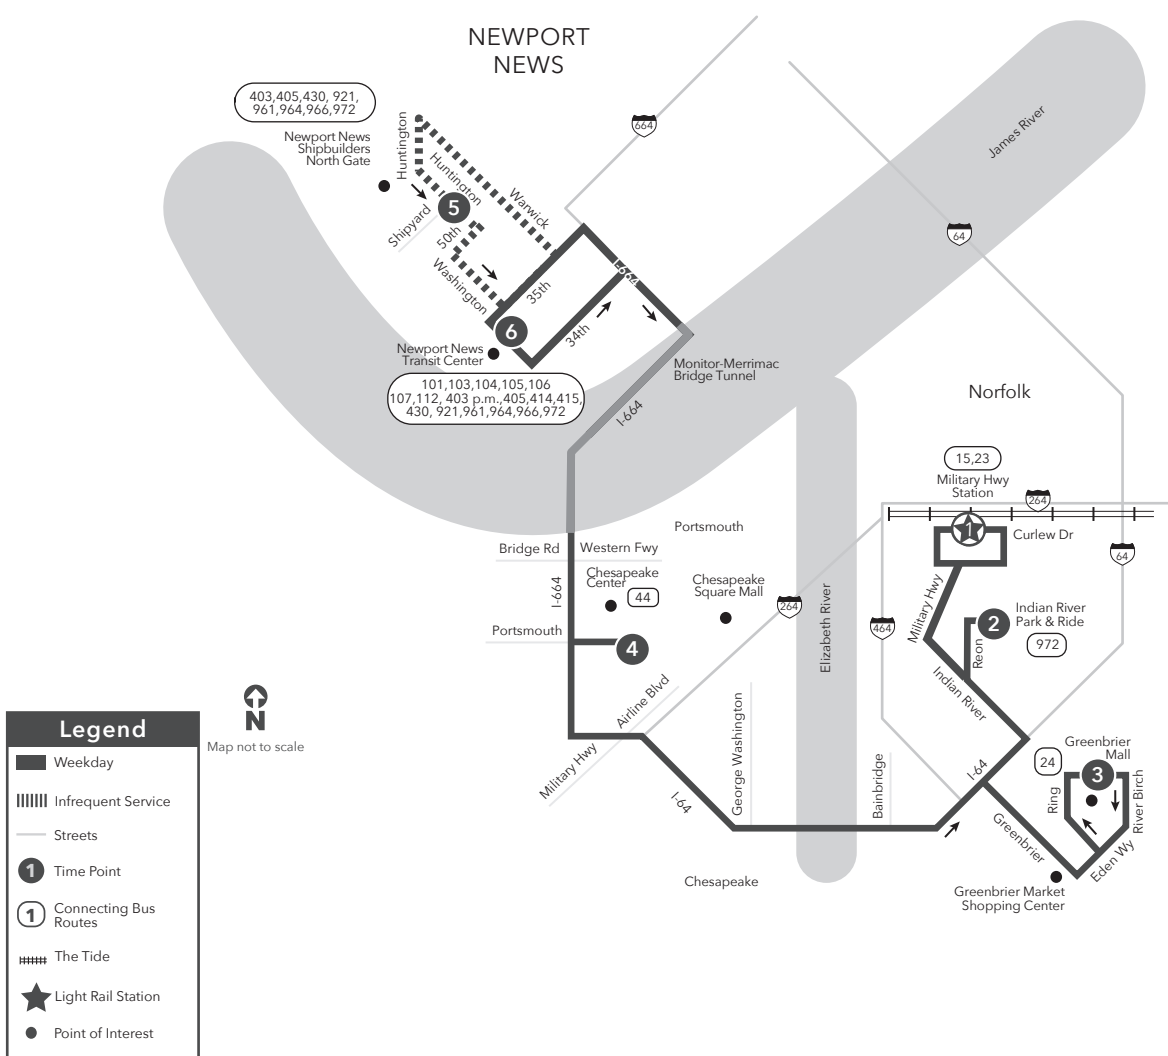 NEWPORT
NEWS
403,405,430, 921,
961,964,966,972
Newport News
Shipbuilders
North Gate
Huntington
Huntington
Warwick
Shipyard
5
50th
Washington
35th
34th
6
I-664
664
James River
64
Newport News
Transit Center
101,103,104,105,106
107,112, 403 p.m.,405,414,415,
430, 921,961,964,966,972
Monitor-Merrimac
Bridge Tunnel
I-664
Norfolk
15,23
Military Hwy
Station
264
1
Curlew Dr
64
Portsmouth
Bridge Rd
Western Fwy
I-664
Chesapeake
Center
44
Chesapeake
Square Mall
264
Elizabeth River
464
Military Hwy
2
Indian River
Park & Ride
972
Reon
Indian River
Portsmouth
4
Airline Blvd
Military Hwy
I-64
George Washington
Bainbridge
I-64
24
Greenbrier
Mall
3
Ring
River Birch
Eden Wy
Greenbrier
Greenbrier Market
Shopping Center
Chesapeake
N
Map not to scale
Legend
Weekday
Infrequent Service
Streets
1
Time Point
1
Connecting Bus
Routes
The Tide
Light Rail Station
Point of Interest